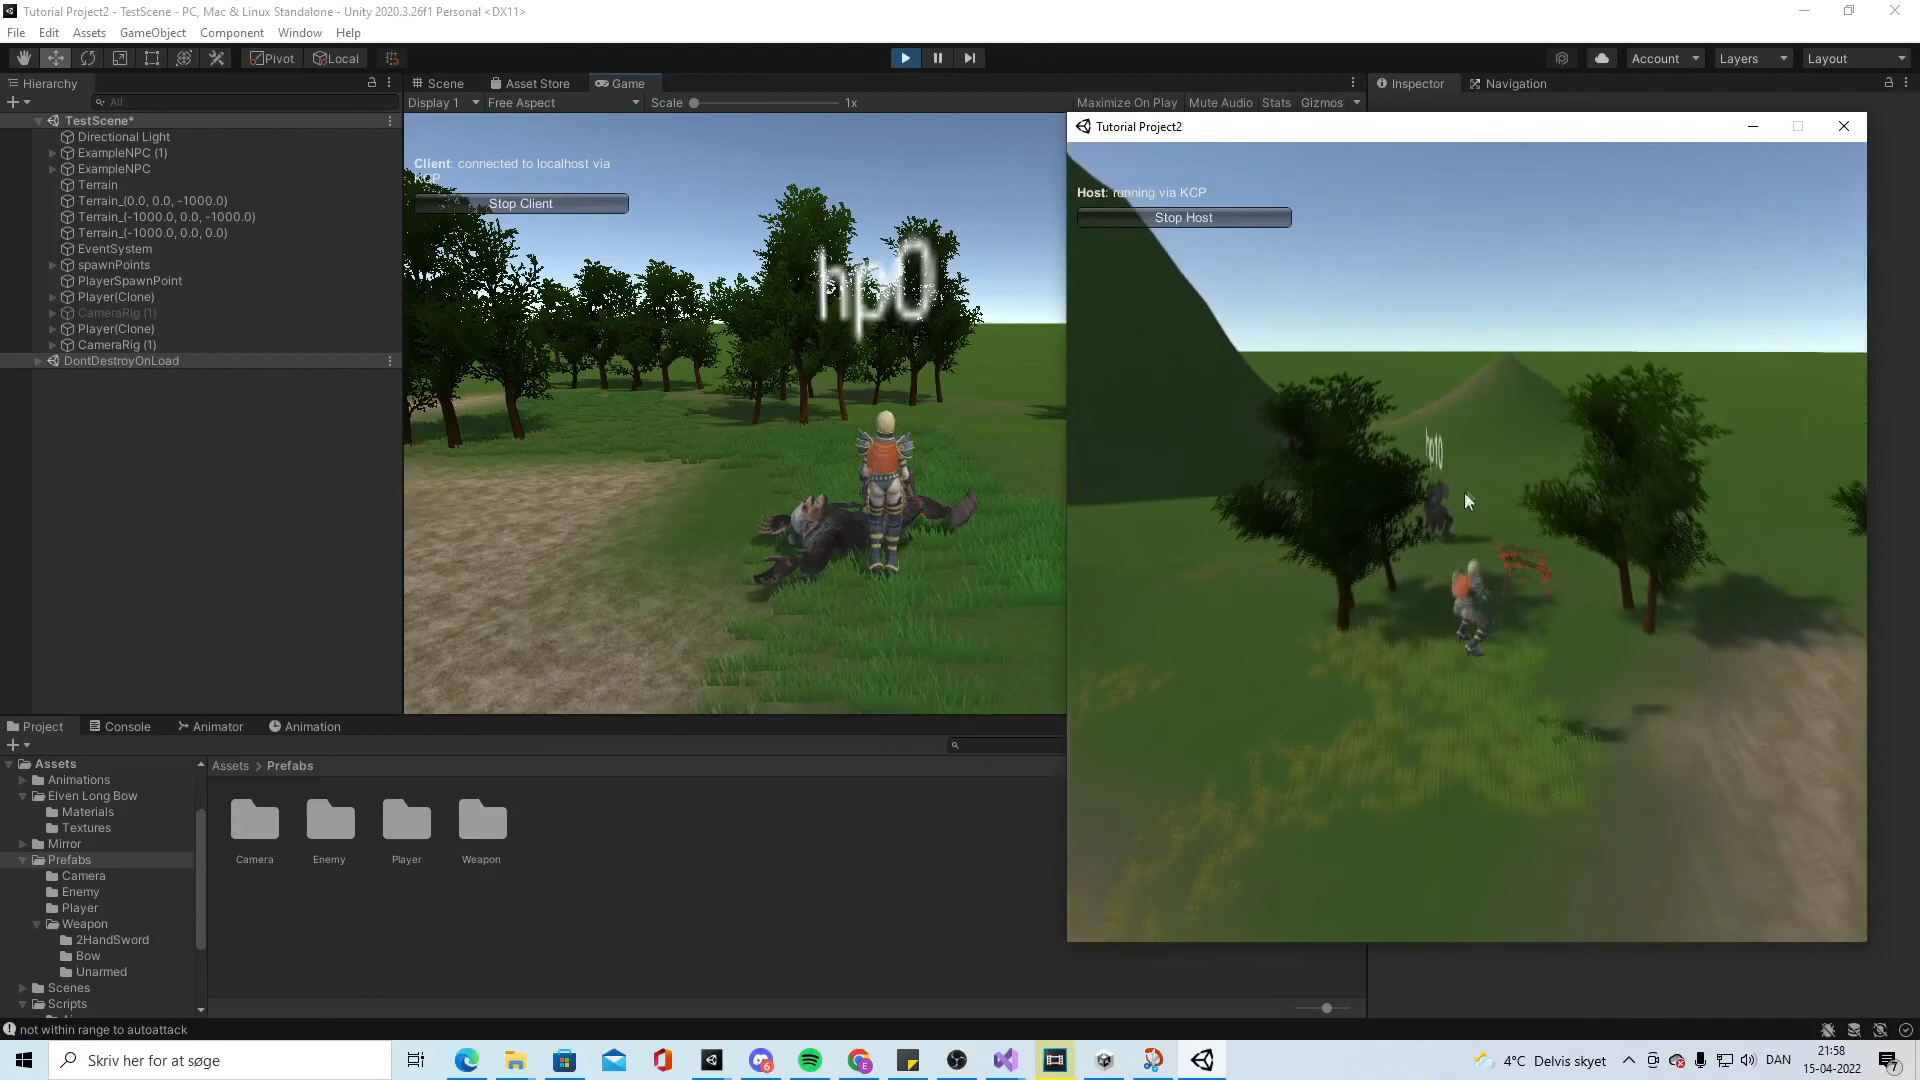 Tutorial Project2 - TestScene - PC, Mac & Linux Standalone - Unity 2020.3.26f1 Personal <DX11>
File Edit Assets GameObject Component Window Help
Pivot Local Account Layers Layout
Hierarchy Scene Asset Store Game Inspector Navigation
All Display 1 Free Aspect Scale 1x Maximize On Play Mute Audio Stats Gizmos
TestScene*
Directional Light
ExampleNPC (1)
ExampleNPC
Terrain
Terrain_(0.0, 0.0, -1000.0)
Terrain_(-1000.0, 0.0, -1000.0)
Terrain_(-1000.0, 0.0, 0.0)
EventSystem
spawnPoints
PlayerSpawnPoint
Player(Clone)
CameraRig (1)
Player(Clone)
CameraRig (1)
DontDestroyOnLoad
Client: connected to localhost via
KCP
Stop Client
hp0
Tutorial Project2
Host: running via KCP
Stop Host
hp10
Project Console Animator Animation
Assets
Animations
Elven Long Bow
Materials
Textures
Mirror
Prefabs
Camera
Enemy
Player
Weapon
2HandSword
Bow
Unarmed
Scenes
Scripts
Assets > Prefabs
Camera Enemy Player Weapon
not within range to autoattack
Skriv her for at søge
6
4°C Delvis skyet
DAN
21:58
15-04-2022
7